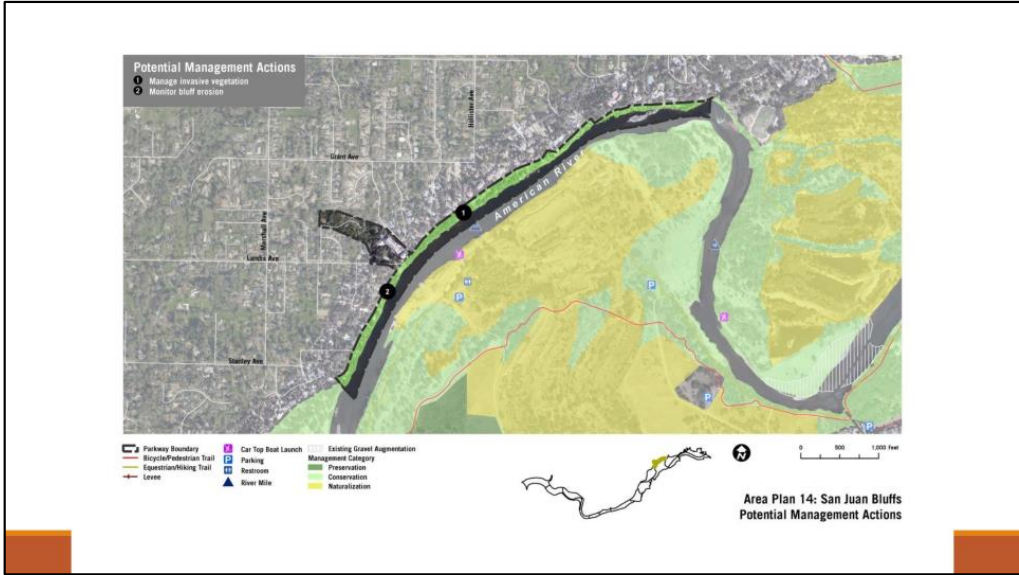 Potential Management Actions
1 Manage invasive vegetation
2 Monitor bluff erosion
Hollister Ave
Grant Ave
American River
1
Marshall Ave
Landis Ave
2
P
P
Stanley Ave
P
P
Parkway Boundary
Bicycle/Pedestrian Trail
Equestrian/Hiking Trail
Levee
Car Top Boat Launch
P Parking
Restroom
River Mile
Existing Gravel Augmentation
Management Category
Preservation
Conservation
Naturalization
N
0 500 1,000 Feet
Area Plan 14: San Juan Bluffs
Potential Management Actions